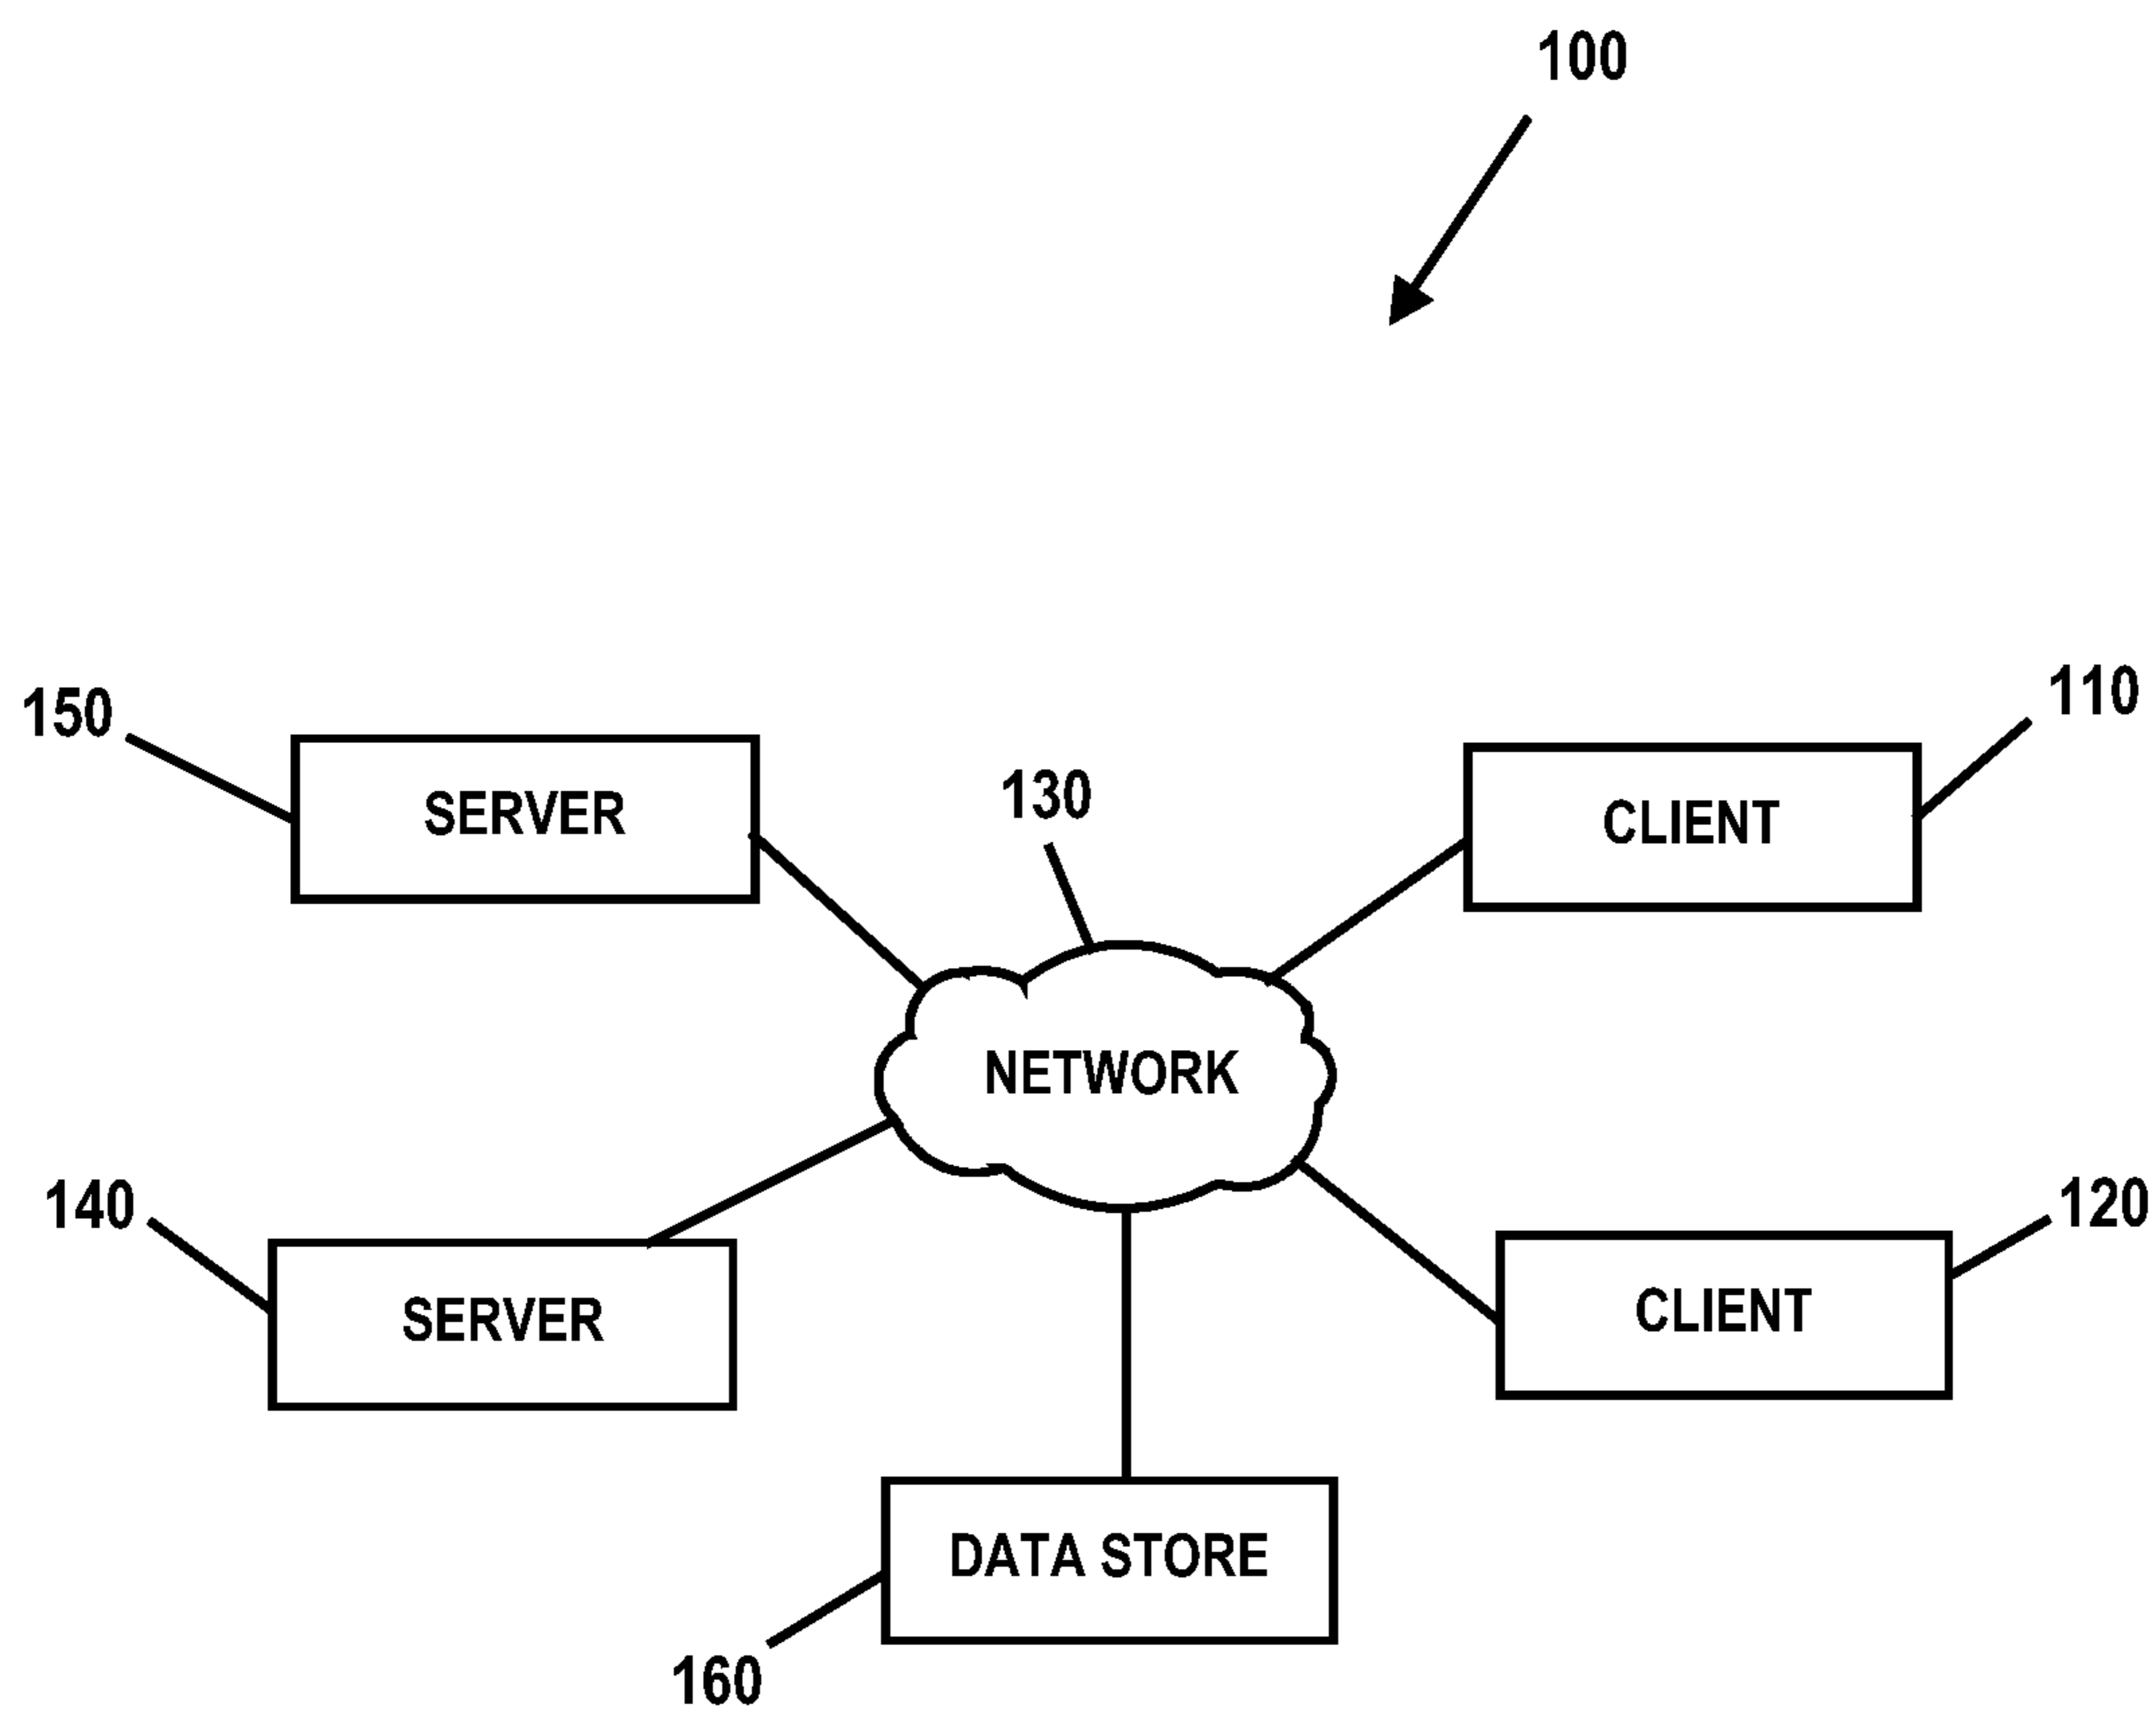 100
110
150
130
SERVER
CLIENT
NETWORK
140
120
SERVER
CLIENT
DATA STORE
160